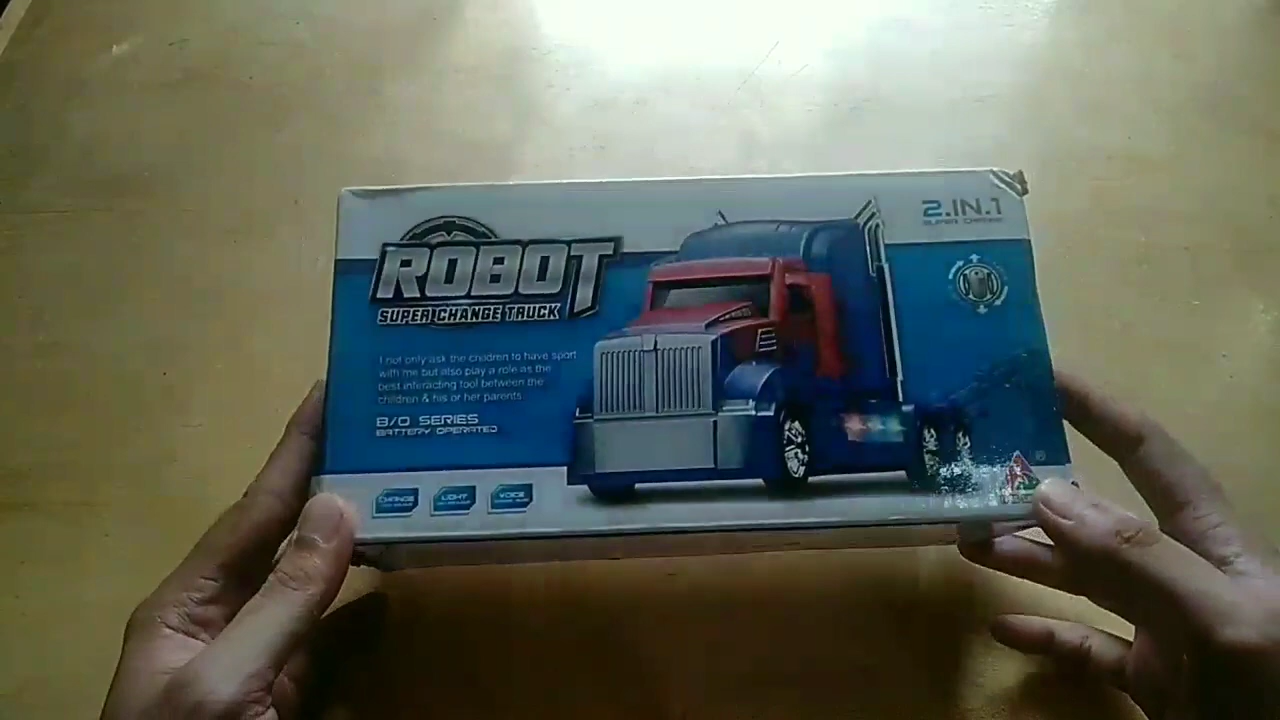 ROBOT
SUPER CHANGE TRUCK
I not only ask the children to have sport
with me but also play a role as the
best interacting tool between the
children & his or her parents
B/O SERIES
BATTERY OPERATED
2.IN.1
SUPER CHANGE
CHANGE
LIGHT
VOICE
®